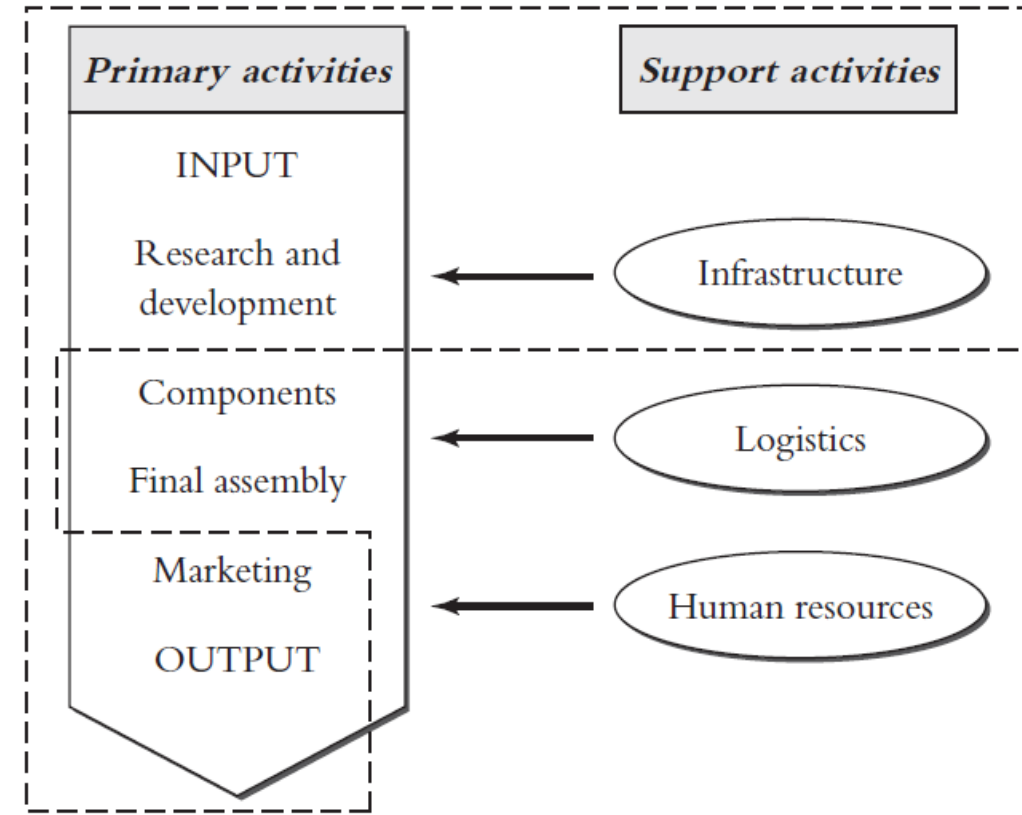 Primary activities
Support activities
INPUT
Research and
development
Infrastructure
Components
Logistics
Final assembly
Marketing
Human resources
OUTPUT